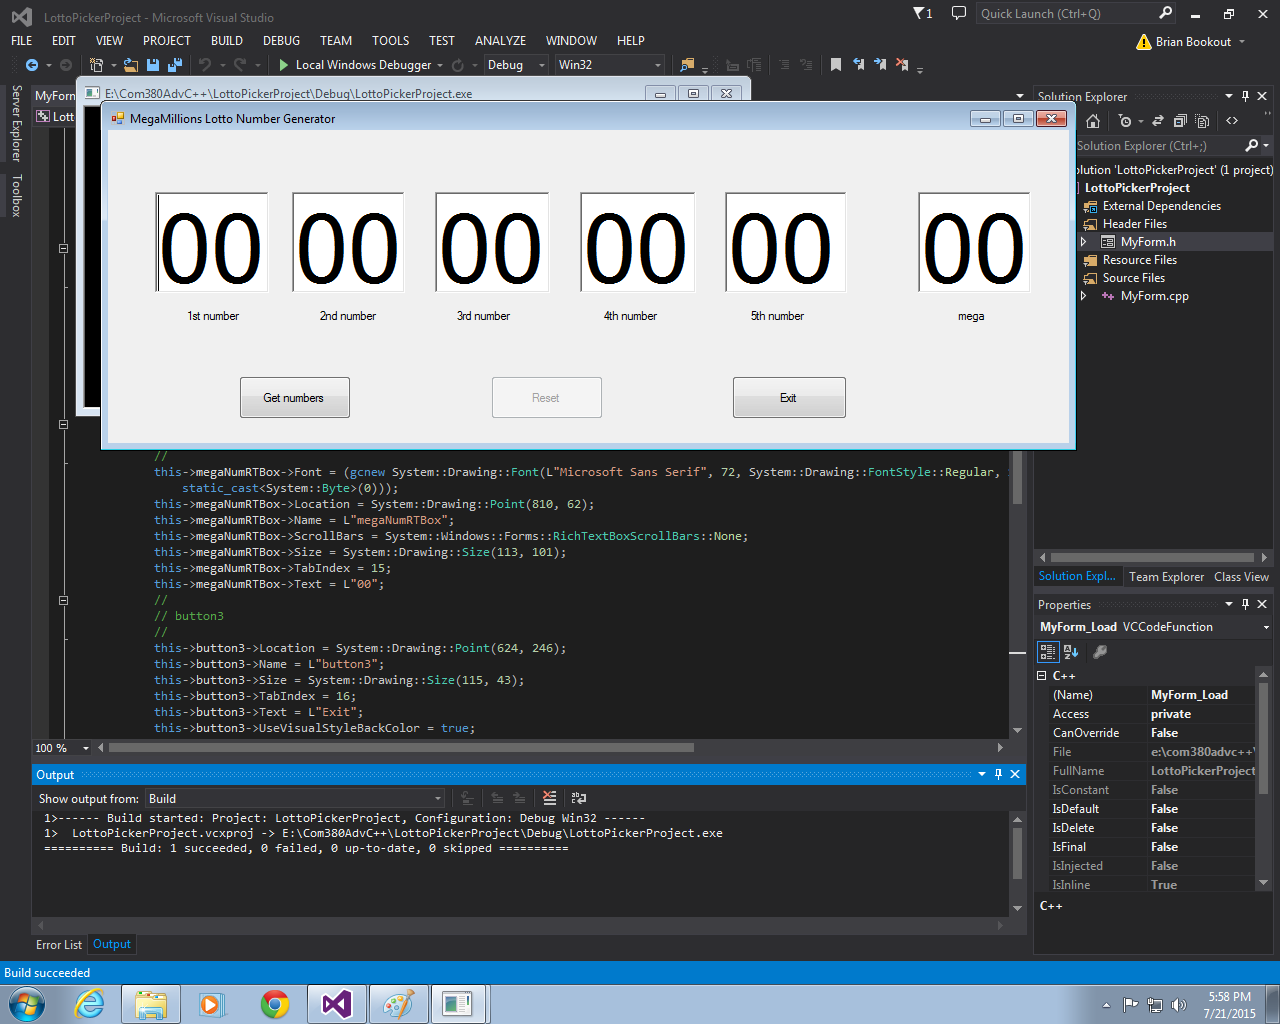 LottoPickerProject - Microsoft Visual Studio
1
Quick Launch (Ctrl+Q)
FILE EDIT VIEW PROJECT BUILD DEBUG TEAM TOOLS TEST ANALYZE WINDOW HELP
Brian Bookout
Local Windows Debugger Debug Win32
Server Explorer
Toolbox
MyForm
Lott
E:\Com380AdvC++\LottoPickerProject\Debug\LottoPickerProject.exe
MegaMillions Lotto Number Generator
00 00 00 00 00 00
1st number 2nd number 3rd number 4th number 5th number mega
Get numbers Reset Exit
//
this->megaNumRTBox->Font = (gcnew System::Drawing::Font(L"Microsoft Sans Serif", 72, System::Drawing::FontStyle::Regular,
static_cast<System::Byte>(0)));
this->megaNumRTBox->Location = System::Drawing::Point(810, 62);
this->megaNumRTBox->Name = L"megaNumRTBox";
this->megaNumRTBox->ScrollBars = System::Windows::Forms::RichTextBoxScrollBars::None;
this->megaNumRTBox->Size = System::Drawing::Size(113, 101);
this->megaNumRTBox->TabIndex = 15;
this->megaNumRTBox->Text = L"00";
//
// button3
//
this->button3->Location = System::Drawing::Point(624, 246);
this->button3->Name = L"button3";
this->button3->Size = System::Drawing::Size(115, 43);
this->button3->TabIndex = 16;
this->button3->Text = L"Exit";
this->button3->UseVisualStyleBackColor = true;
100 %
Output
Show output from: Build
1>------ Build started: Project: LottoPickerProject, Configuration: Debug Win32 ------
1>  LottoPickerProject.vcxproj -> E:\Com380AdvC++\LottoPickerProject\Debug\LottoPickerProject.exe
========== Build: 1 succeeded, 0 failed, 0 up-to-date, 0 skipped ==========
Error List Output
Build succeeded
Solution Explorer
Solution Explorer (Ctrl+;)
olution 'LottoPickerProject' (1 project)
LottoPickerProject
External Dependencies
Header Files
MyForm.h
Resource Files
Source Files
MyForm.cpp
Solution Expl... Team Explorer Class View
Properties
MyForm_Load VCCodeFunction
C++
(Name) MyForm_Load
Access private
CanOverride False
File e:\com380advc++\
FullName LottoPickerProject
IsConstant False
IsDefault False
IsDelete False
IsFinal False
IsInjected False
IsInline True
C++
5:58 PM
7/21/2015